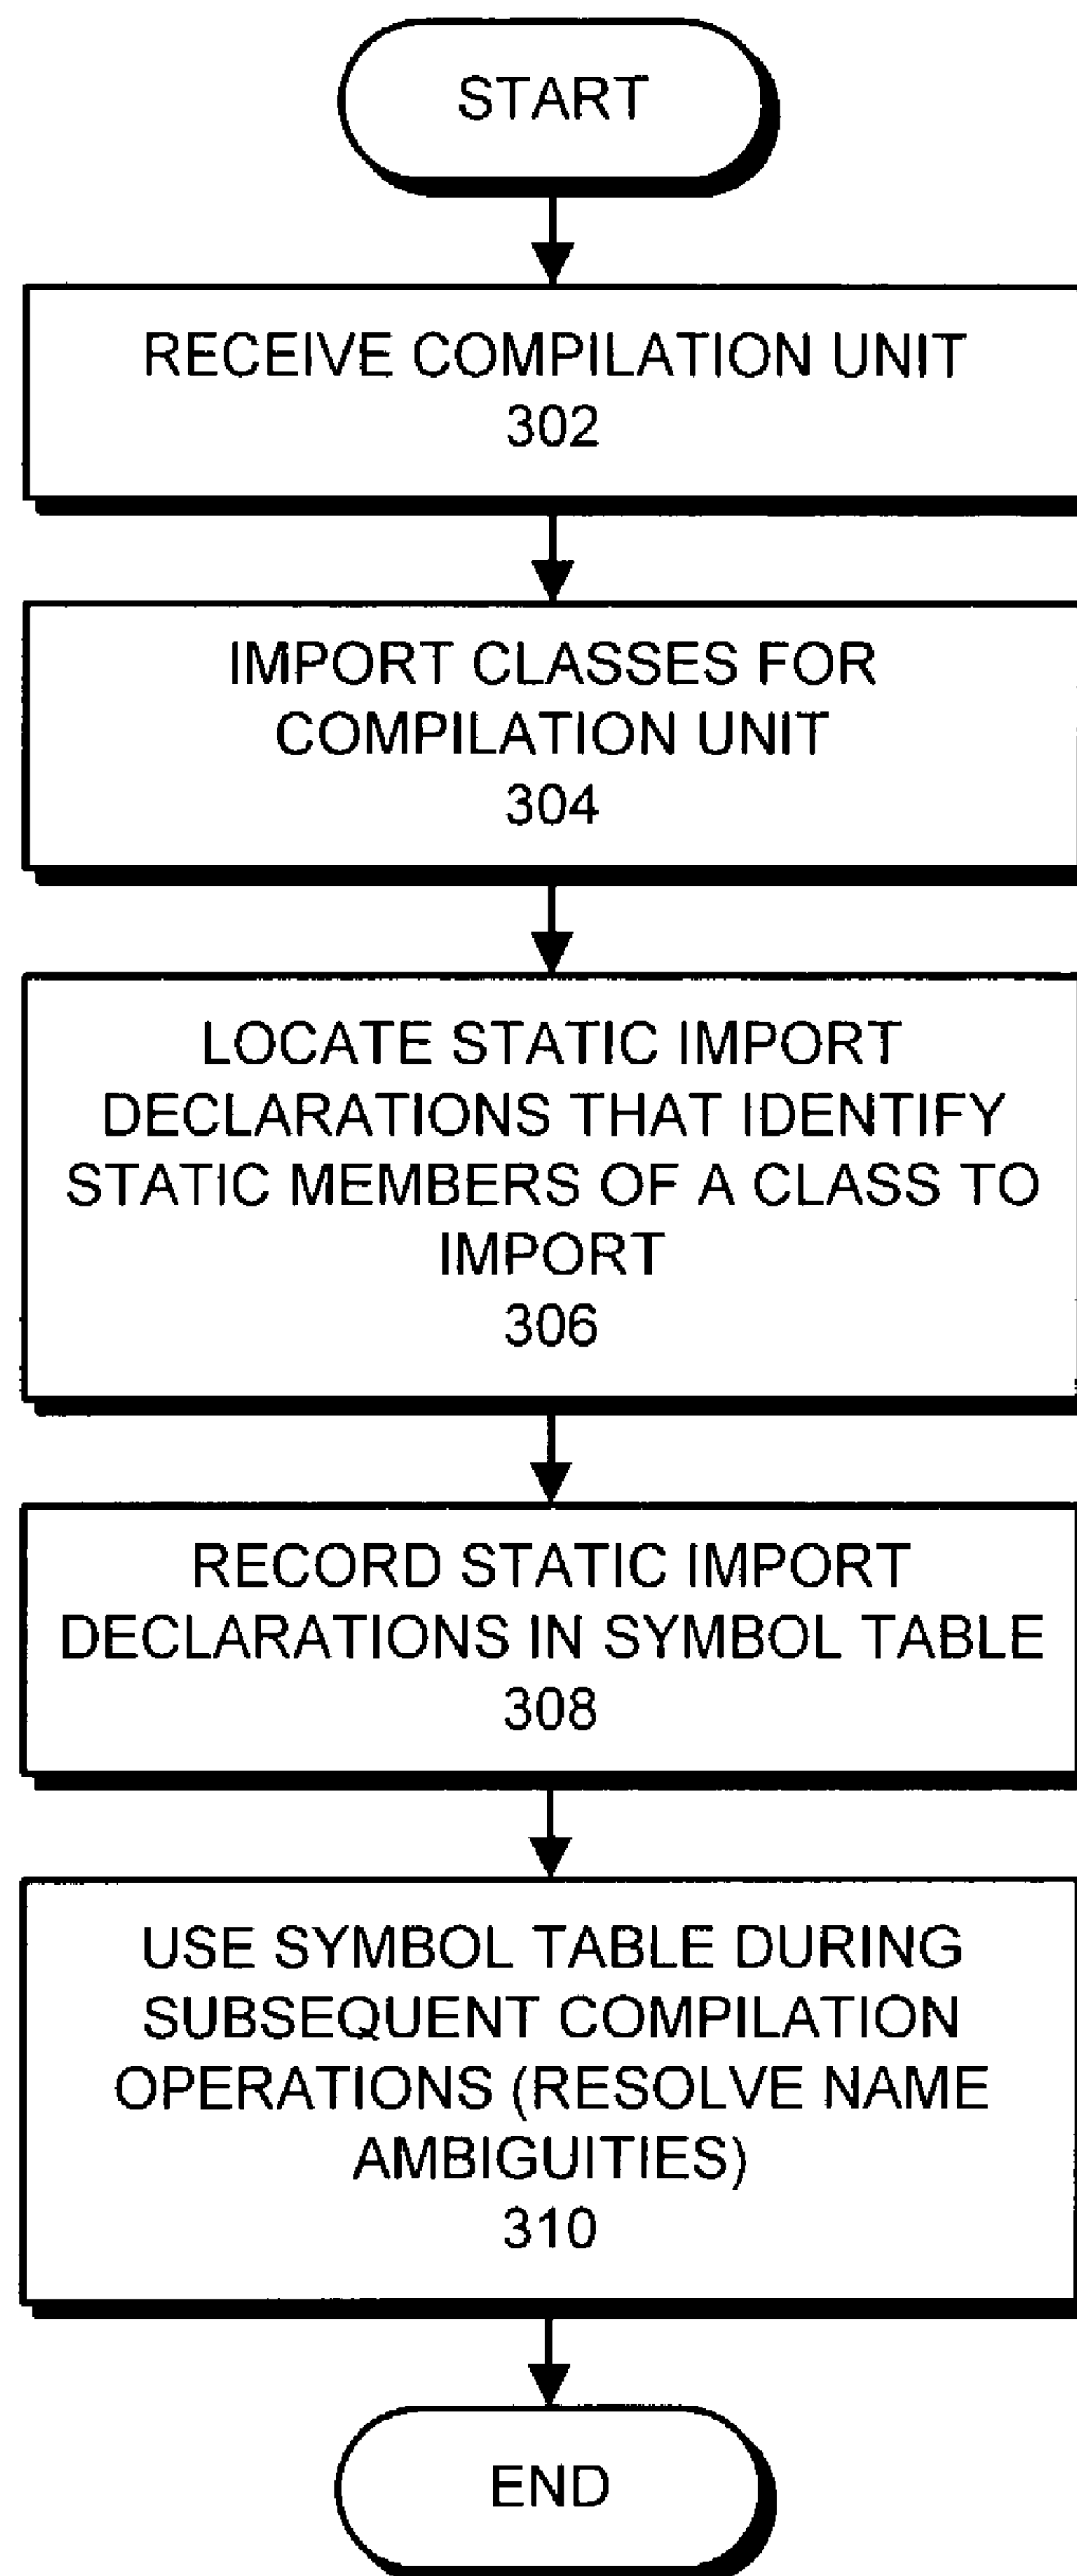 START
RECEIVE COMPILATION UNIT
302
IMPORT CLASSES FOR
COMPILATION UNIT
304
LOCATE STATIC IMPORT
DECLARATIONS THAT IDENTIFY
STATIC MEMBERS OF A CLASS TO
IMPORT
306
RECORD STATIC IMPORT
DECLARATIONS IN SYMBOL TABLE
308
USE SYMBOL TABLE DURING
SUBSEQUENT COMPILATION
OPERATIONS (RESOLVE NAME
AMBIGUITIES)
310
END